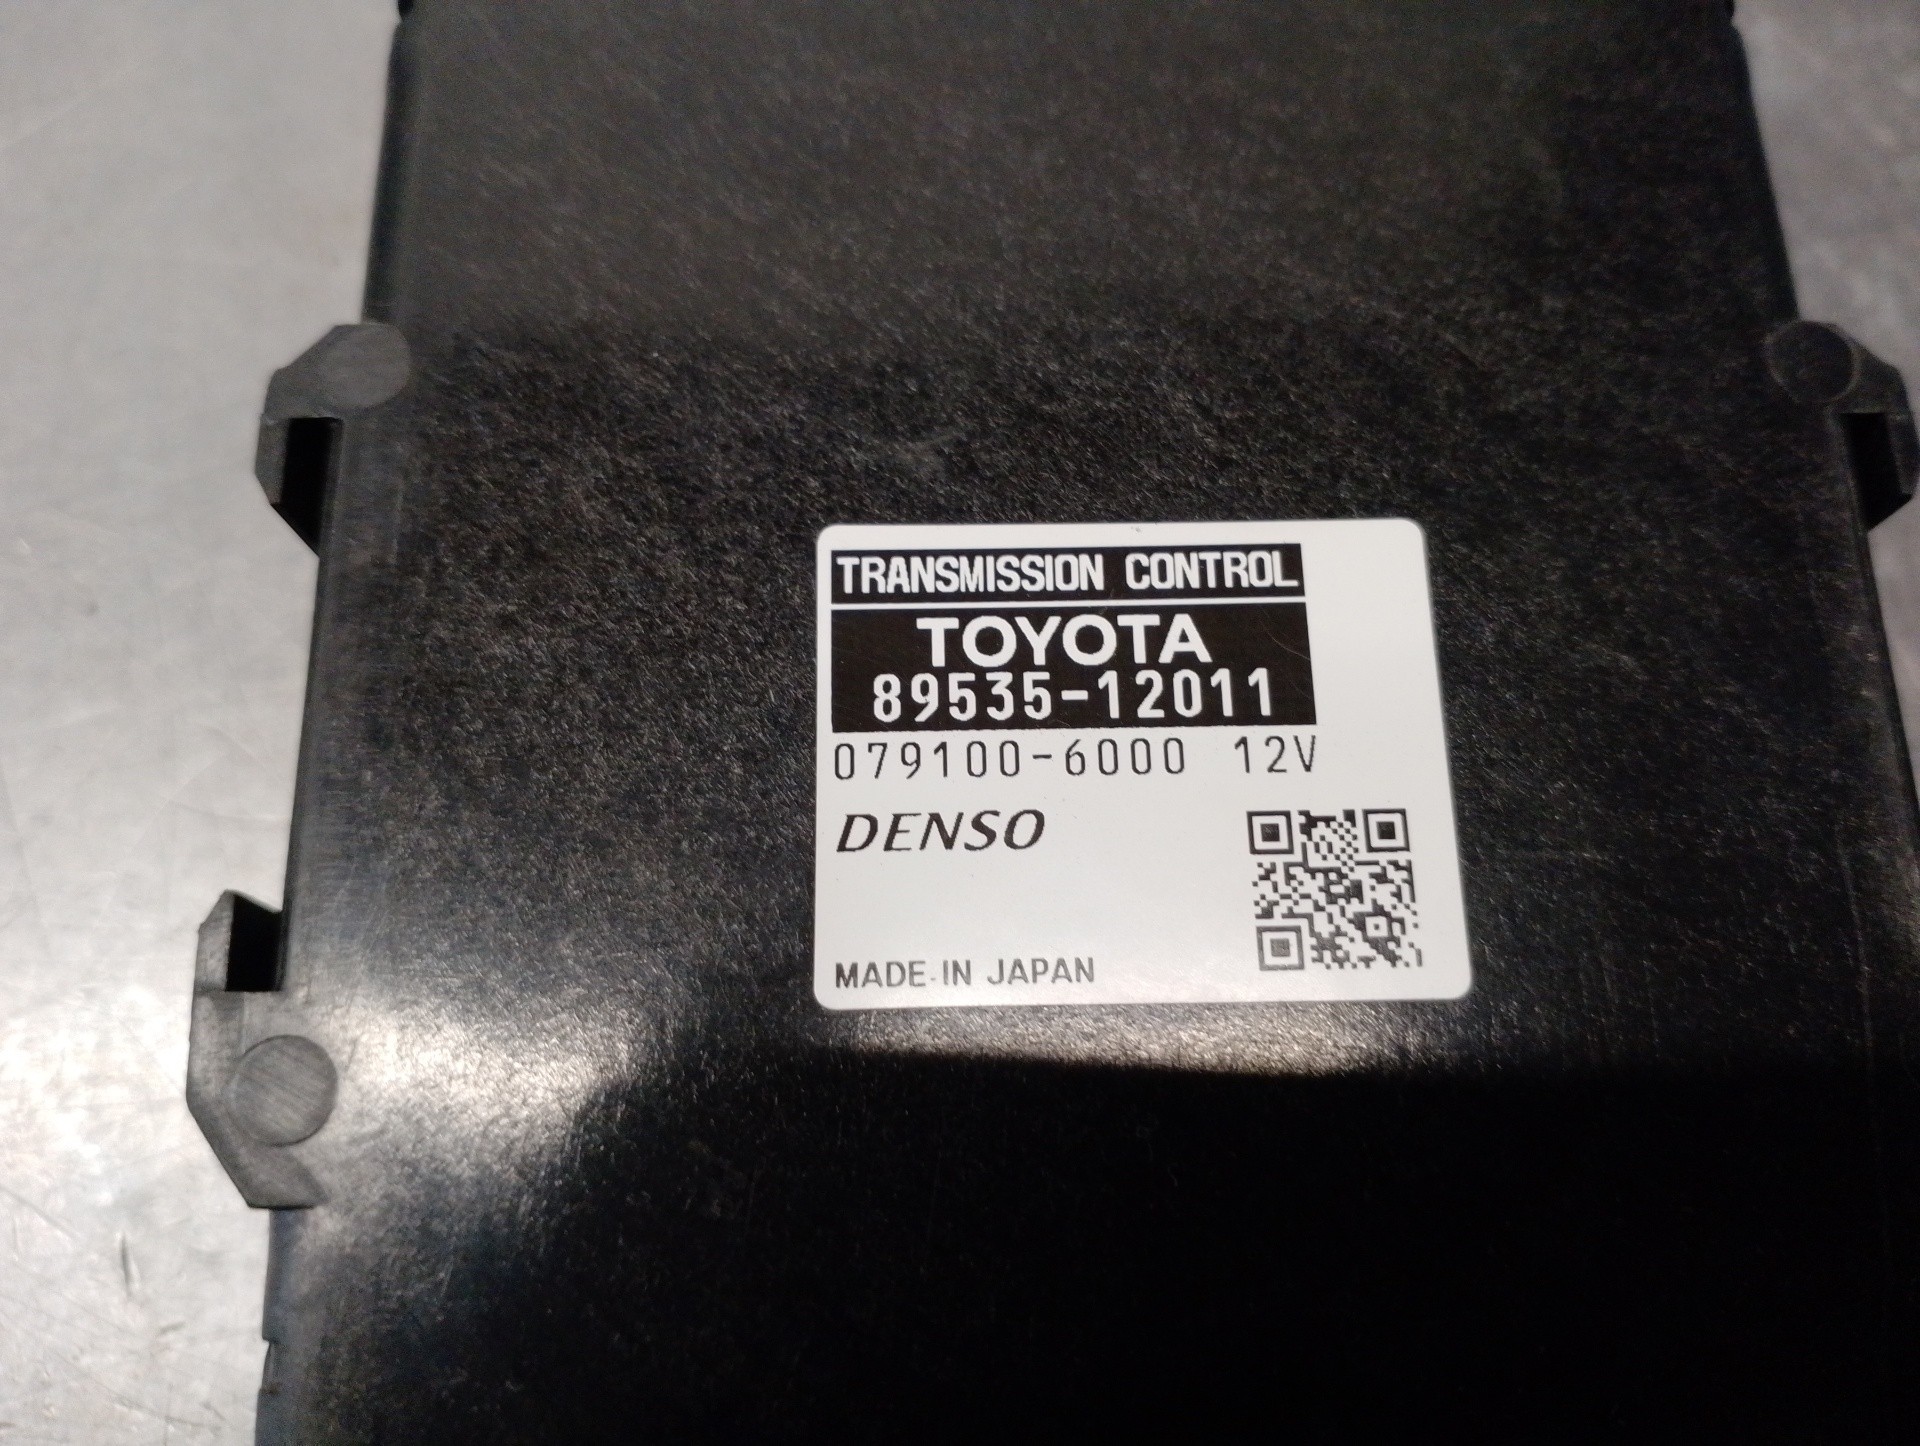 TRANSMISSION CONTROL
TOYOTA
89535-12011
079100-6000 12V
DENSO
MADE IN JAPAN